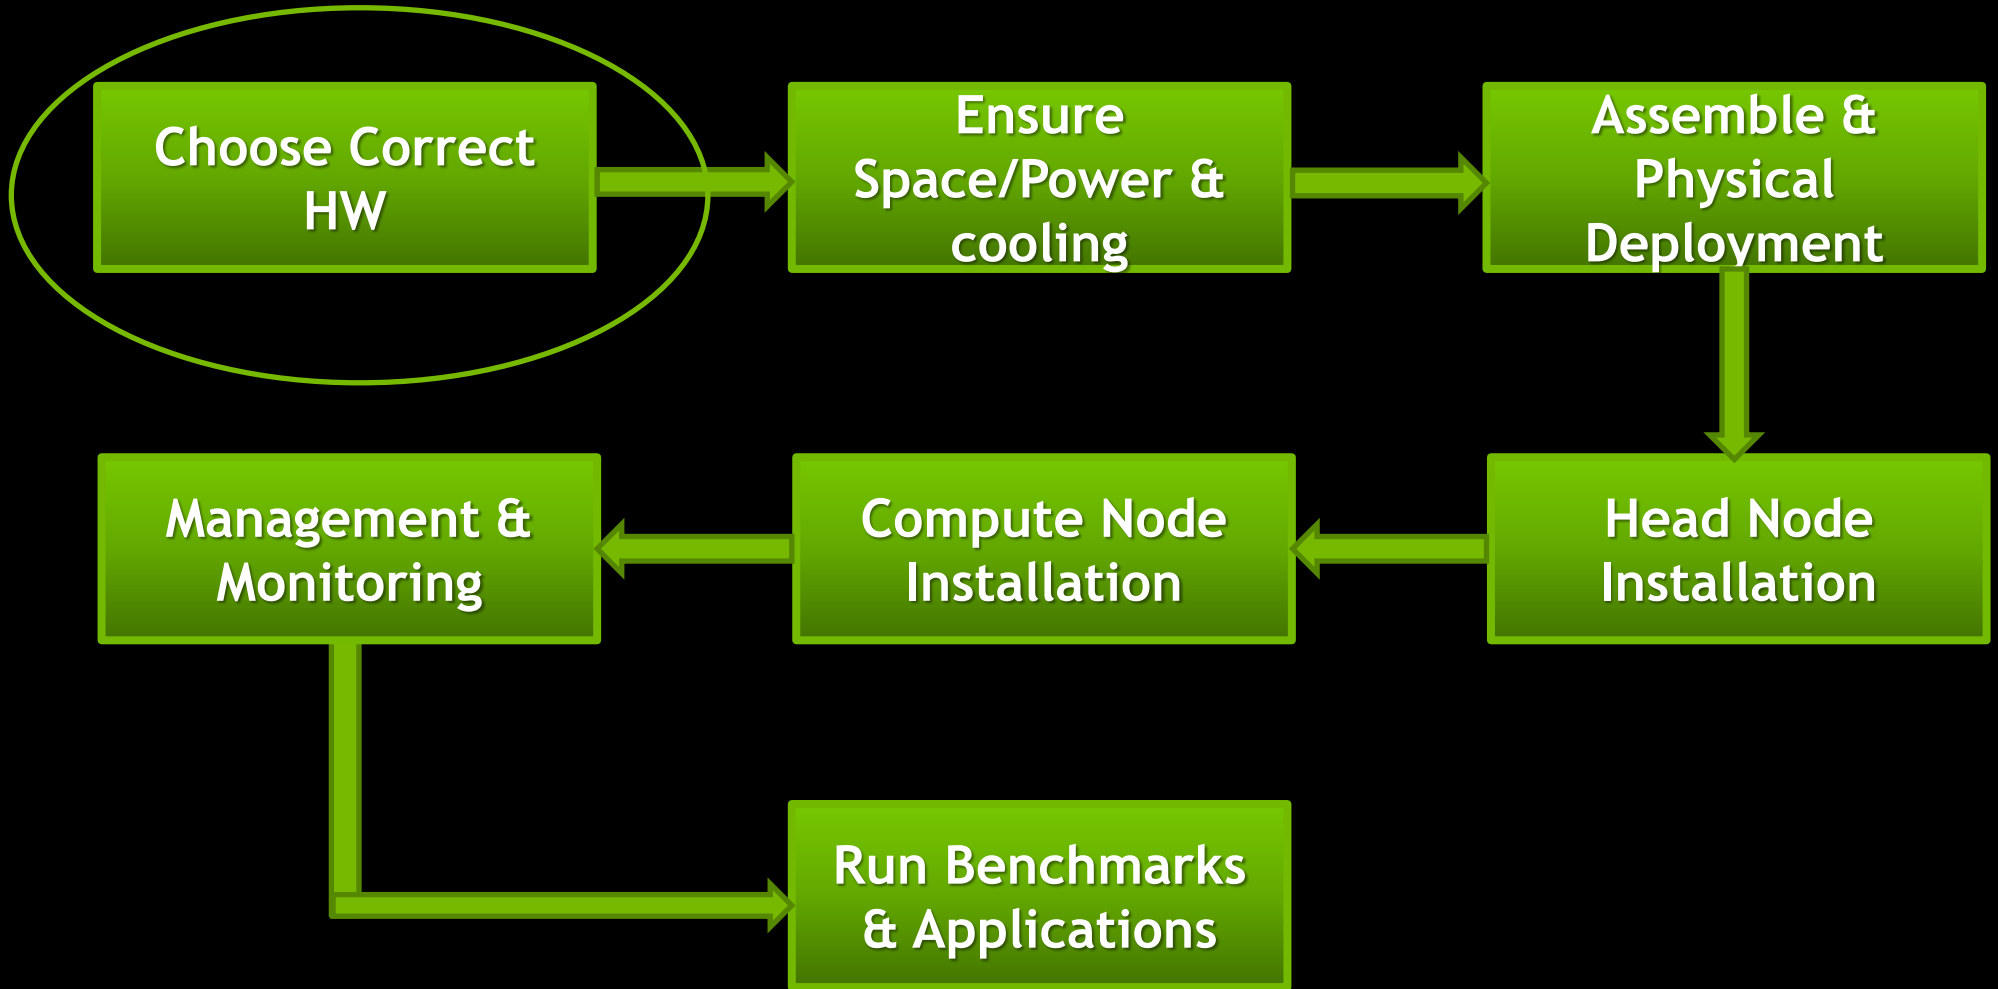 Choose Correct
HW
Ensure
Space/Power &
cooling
Assemble &
Physical
Deployment
Management &
Monitoring
Compute Node
Installation
Head Node
Installation
Run Benchmarks
& Applications